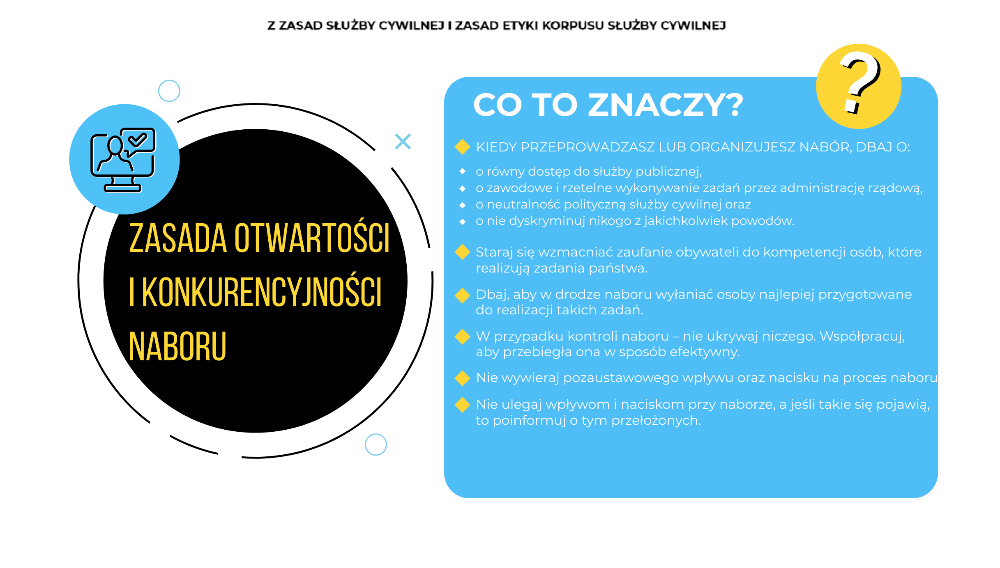 Z ZASAD SŁUŻBY CYWILNEJ I ZASAD ETYKI KORPUSU SŁUŻBY CYWILNEJ
ZASADA OTWARTOŚCI
I KONKURENCYJNOŚCI
NABORU
?
CO TO ZNACZY?
KIEDY PRZEPROWADZASZ LUB ORGANIZUJESZ NABÓR, DBAJ O:
o równy dostęp do służby publicznej,
o zawodowe i rzetelne wykonywanie zadań przez administrację rządową,
o neutralność polityczną służby cywilnej oraz
o nie dyskryminuj nikogo z jakichkolwiek powodów.
Staraj się wzmacniać zaufanie obywateli do kompetencji osób, które
realizują zadania państwa.
Dbaj, aby w drodze naboru wyłaniać osoby najlepiej przygotowane
do realizacji takich zadań.
W przypadku kontroli naboru – nie ukrywaj niczego. Współpracuj,
aby przebiegła ona w sposób efektywny.
Nie wywieraj pozaustawowego wpływu oraz nacisku na proces naboru
Nie ulegaj wpływom i naciskom przy naborze, a jeśli takie się pojawią,
to poinformuj o tym przełożonych.